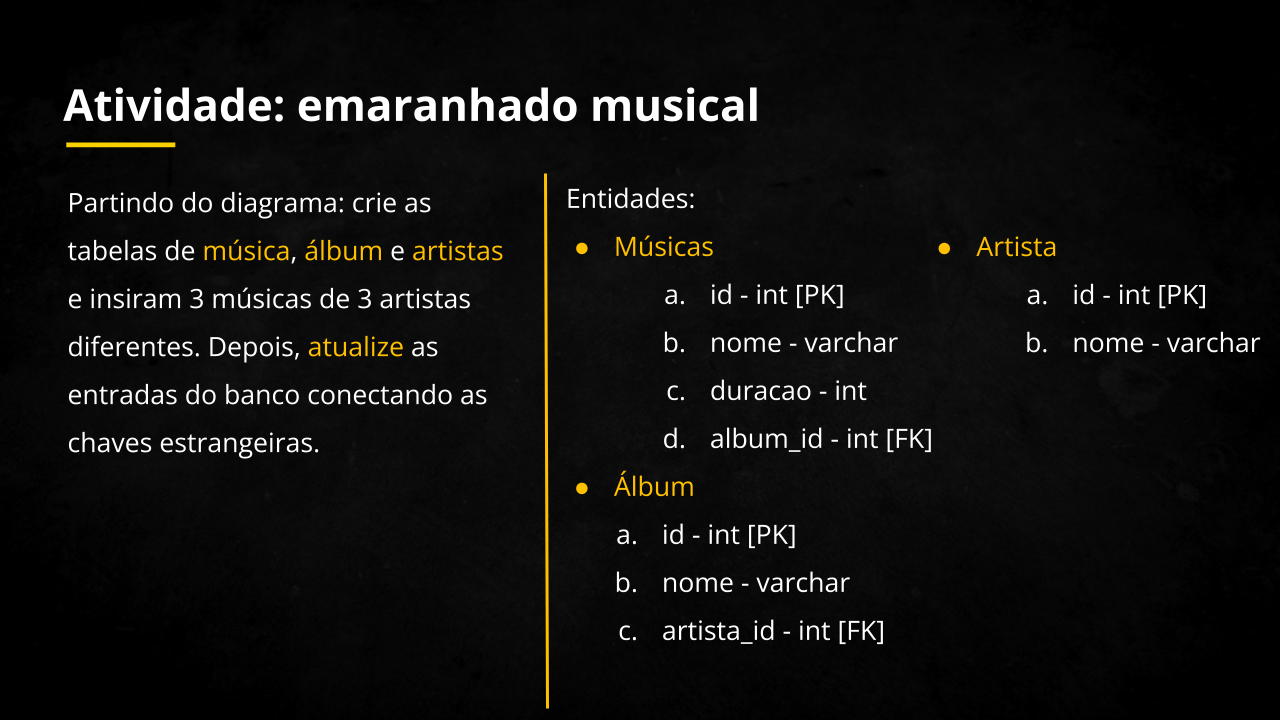 Atividade: emaranhado musical
Partindo do diagrama: crie as
tabelas de música, álbum e artistas
e insiram 3 músicas de 3 artistas
diferentes. Depois, atualize as
entradas do banco conectando as
chaves estrangeiras.
Entidades:
● Músicas
a. id - int [PK]
b. nome - varchar
c. duracao - int
d. album_id - int [FK]
● Álbum
a. id - int [PK]
b. nome - varchar
c. artista_id - int [FK]
● Artista
a. id - int [PK]
b. nome - varchar